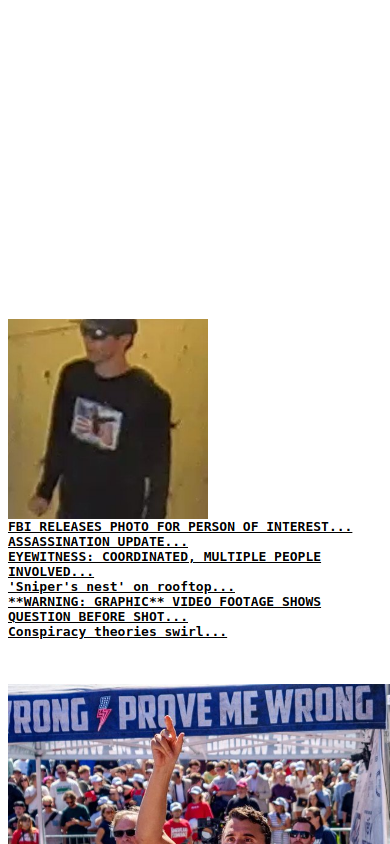 FBI RELEASES PHOTO FOR PERSON OF INTEREST...
ASSASSINATION UPDATE...
EYEWITNESS: COORDINATED, MULTIPLE PEOPLE
INVOLVED...
'Sniper's nest' on rooftop...
**WARNING: GRAPHIC** VIDEO FOOTAGE SHOWS
QUESTION BEFORE SHOT...
Conspiracy theories swirl...
RONG PROVE ME WRONG